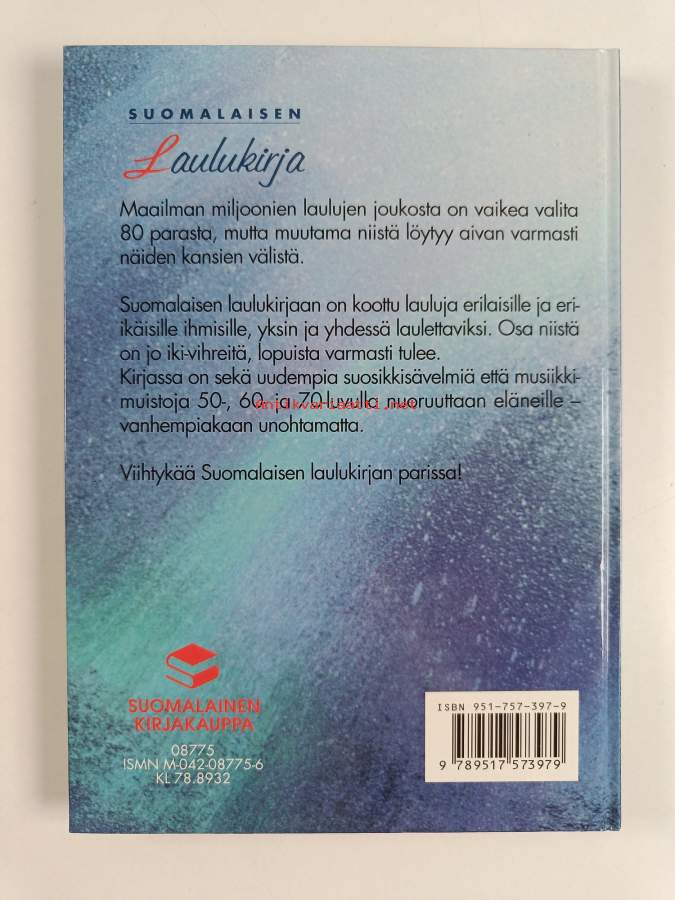 SUOMALAISEN
Laulukirja
Maailman miljoonien laulujen joukosta on vaikea valita
80 parasta, mutta muutama niistä löytyy aivan varmasti
näiden kansien välistä.
Suomalaisen laulukirjaan on koottu lauluja erilaisille ja eri-
ikäisille ihmisille, yksin ja yhdessä laulettaviksi. Osa niistä
on jo iki-vihreitä, lopuista varmasti tulee.
Kirjassa on sekä uudempia suosikkisävelmiä että musiikki-
muistoja 50-, 60- ja 70-luvulla nuoruuttaan eläneille –
antikvariaatti.net
vanhempiakaan unohtamatta.
Viihtykää Suomalaisen laulukirjan parissa!
SUOMALAINEN
KIRJAKAUPPA
08775
ISMN M-042-08775-6
KL 78.8932
ISBN 951-757-397-9
9 789517 573979